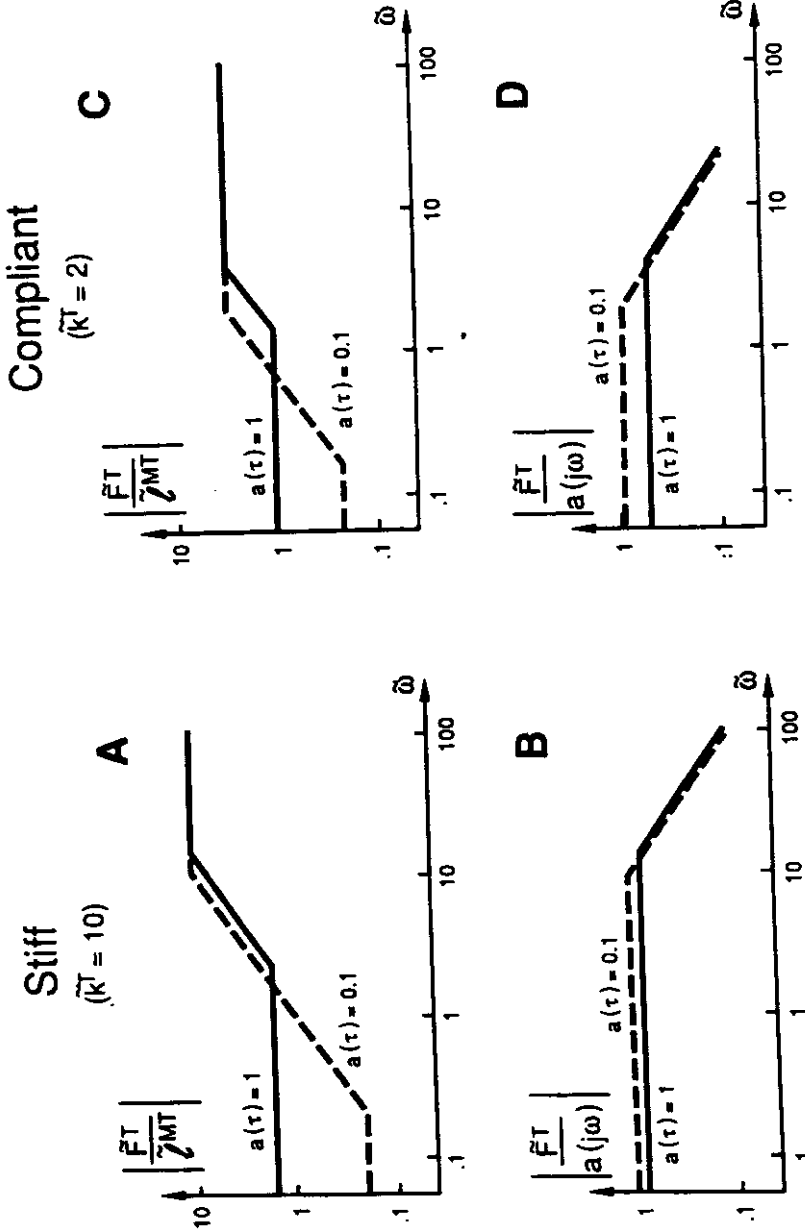 Stiff
(k̃ᵀ = 10)
A
|F̃ᵀ / ℓ̃ᴹᵀ|
10
1
.1
a(τ) = 1
a(τ) = 0.1
.1
1
10
100
ω̃
B
|F̃ᵀ / a(jω)|
1
.1
a(τ) = 0.1
a(τ) = 1
.1
1
10
100
ω̃
Compliant
(k̃ᵀ = 2)
C
|F̃ᵀ / ℓ̃ᴹᵀ|
10
1
.1
a(τ) = 1
a(τ) = 0.1
.1
1
10
100
ω̃
D
|F̃ᵀ / a(jω)|
1
.1
a(τ) = 0.1
a(τ) = 1
.1
1
10
100
ω̃